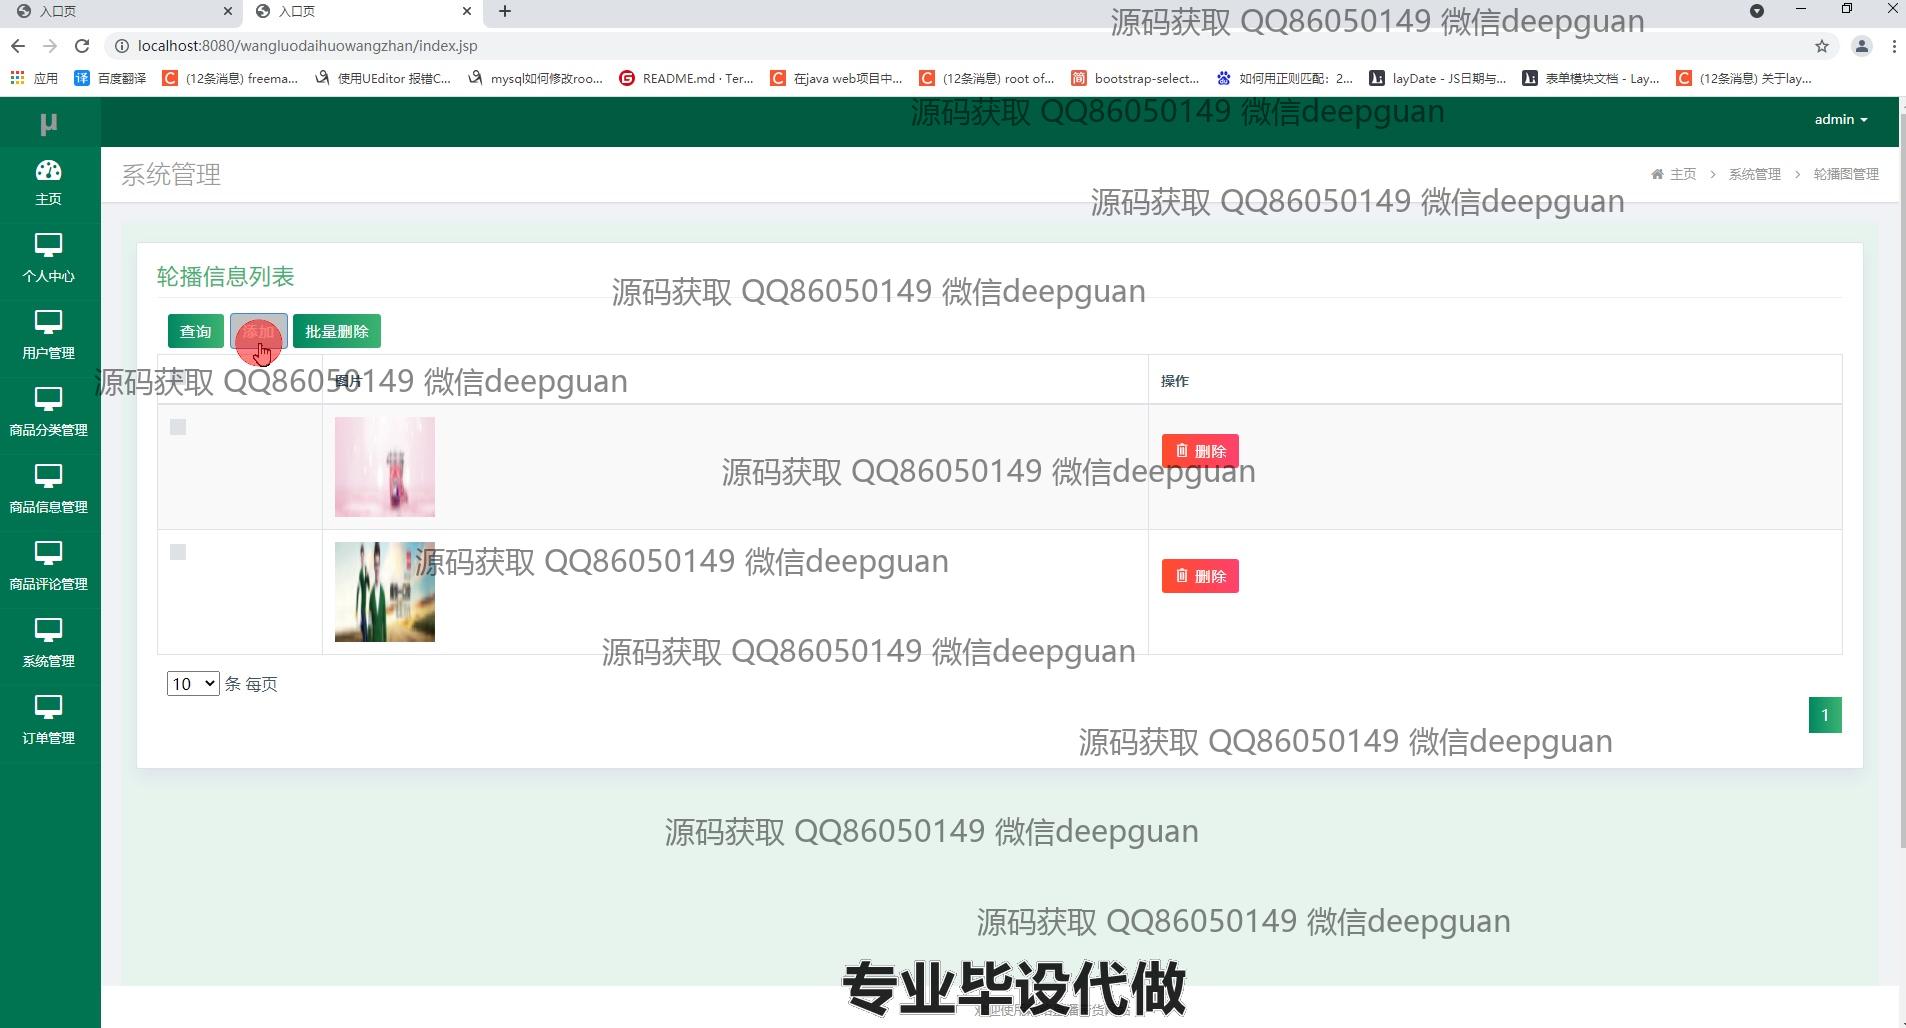 入口页
入口页
源码获取 QQ86050149 微信deepguan
localhost:8080/wangluodaihuowangzhan/index.jsp
应用 百度翻译 (12条消息) freema... 使用UEditor 报错C... mysql如何修改roo... README.md · Ter... 在java web项目中... (12条消息) root of... bootstrap-select... 如何用正则匹配：2... layDate - JS日期与... 表单模块文档 - Lay... (12条消息) 关于lay...
源码获取 QQ86050149 微信deepguan
μ
admin
主页
系统管理
主页 > 系统管理 > 轮播图管理
源码获取 QQ86050149 微信deepguan
个人中心
轮播信息列表
源码获取 QQ86050149 微信deepguan
查询 添加 批量删除
用户管理
源码获取 QQ86050149 微信deepguan
图片
操作
商品分类管理
删除
源码获取 QQ86050149 微信deepguan
商品信息管理
源码获取 QQ86050149 微信deepguan
删除
商品评论管理
源码获取 QQ86050149 微信deepguan
系统管理
10 条 每页
1
订单管理
源码获取 QQ86050149 微信deepguan
源码获取 QQ86050149 微信deepguan
源码获取 QQ86050149 微信deepguan
专业毕设代做